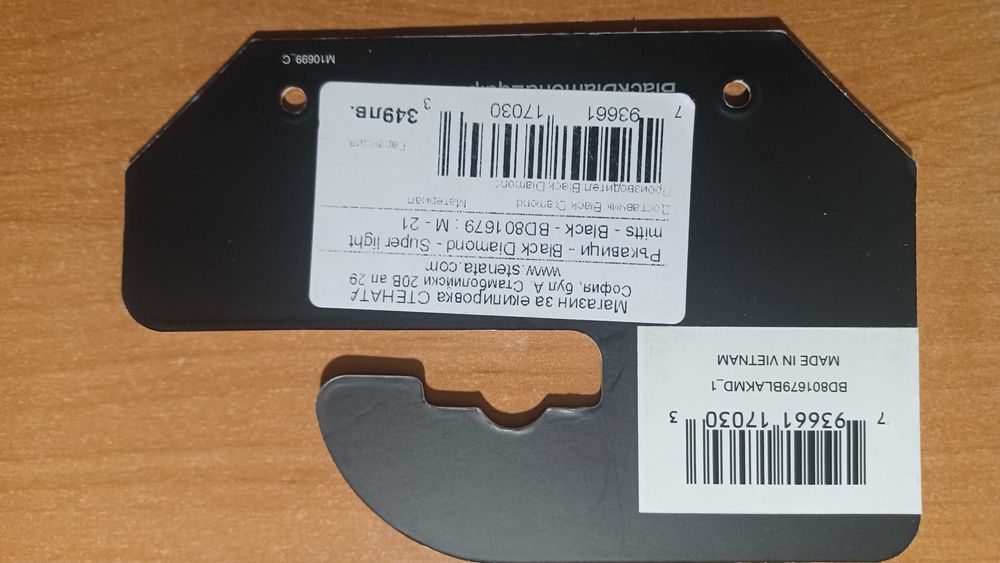 Магазин за екипировка СТЕНАТА
София, бул А. Стамболийски 20В ап.29
www.stenata.com
Ръкавици - Black Diamond - Super light
mitts - Black - BD801679 : M - 21
Доставчик Black Diamond Материал
Производител Black Diamon
Гаранция
7 93661 17030 3
349лв.
M10699_C
7 93661 17030 3
BD801679BLAKMD_1
MADE IN VIETNAM